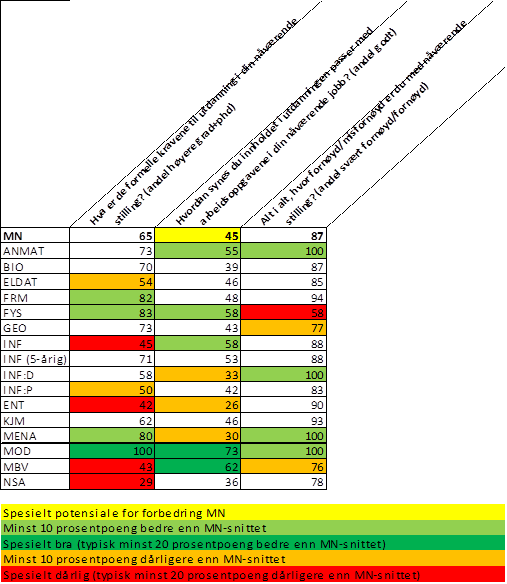 Hva er de formelle kravene til utdanning i din nåværende
stilling? (andel høyere grad+phd)
Hvordan synes du innholdet i utdanningen passer med
arbeidsoppgavene i din nåværende jobb? (andel godt)
Alt i alt, hvor fornøyd/misfornøyd er du med nåværende
stilling? (andel svært fornøyd/fornøyd)
MN 65 45 87
ANMAT 73 55 100
BIO 70 39 87
ELDAT 54 46 85
FRM 82 48 94
FYS 83 58 58
GEO 73 43 77
INF 45 58 88
INF (5-årig) 71 53 88
INF:D 58 33 100
INF:P 50 42 83
ENT 42 26 90
KJM 62 46 93
MENA 80 30 100
MOD 100 73 100
MBV 43 62 76
NSA 29 36 78
Spesielt potensiale for forbedring MN
Minst 10 prosentpoeng bedre enn MN-snittet
Spesielt bra (typisk minst 20 prosentpoeng bedre enn MN-snittet)
Minst 10 prosentpoeng dårligere enn MN-snittet
Spesielt dårlig (typisk minst 20 prosentpoeng dårligere enn MN-snittet)